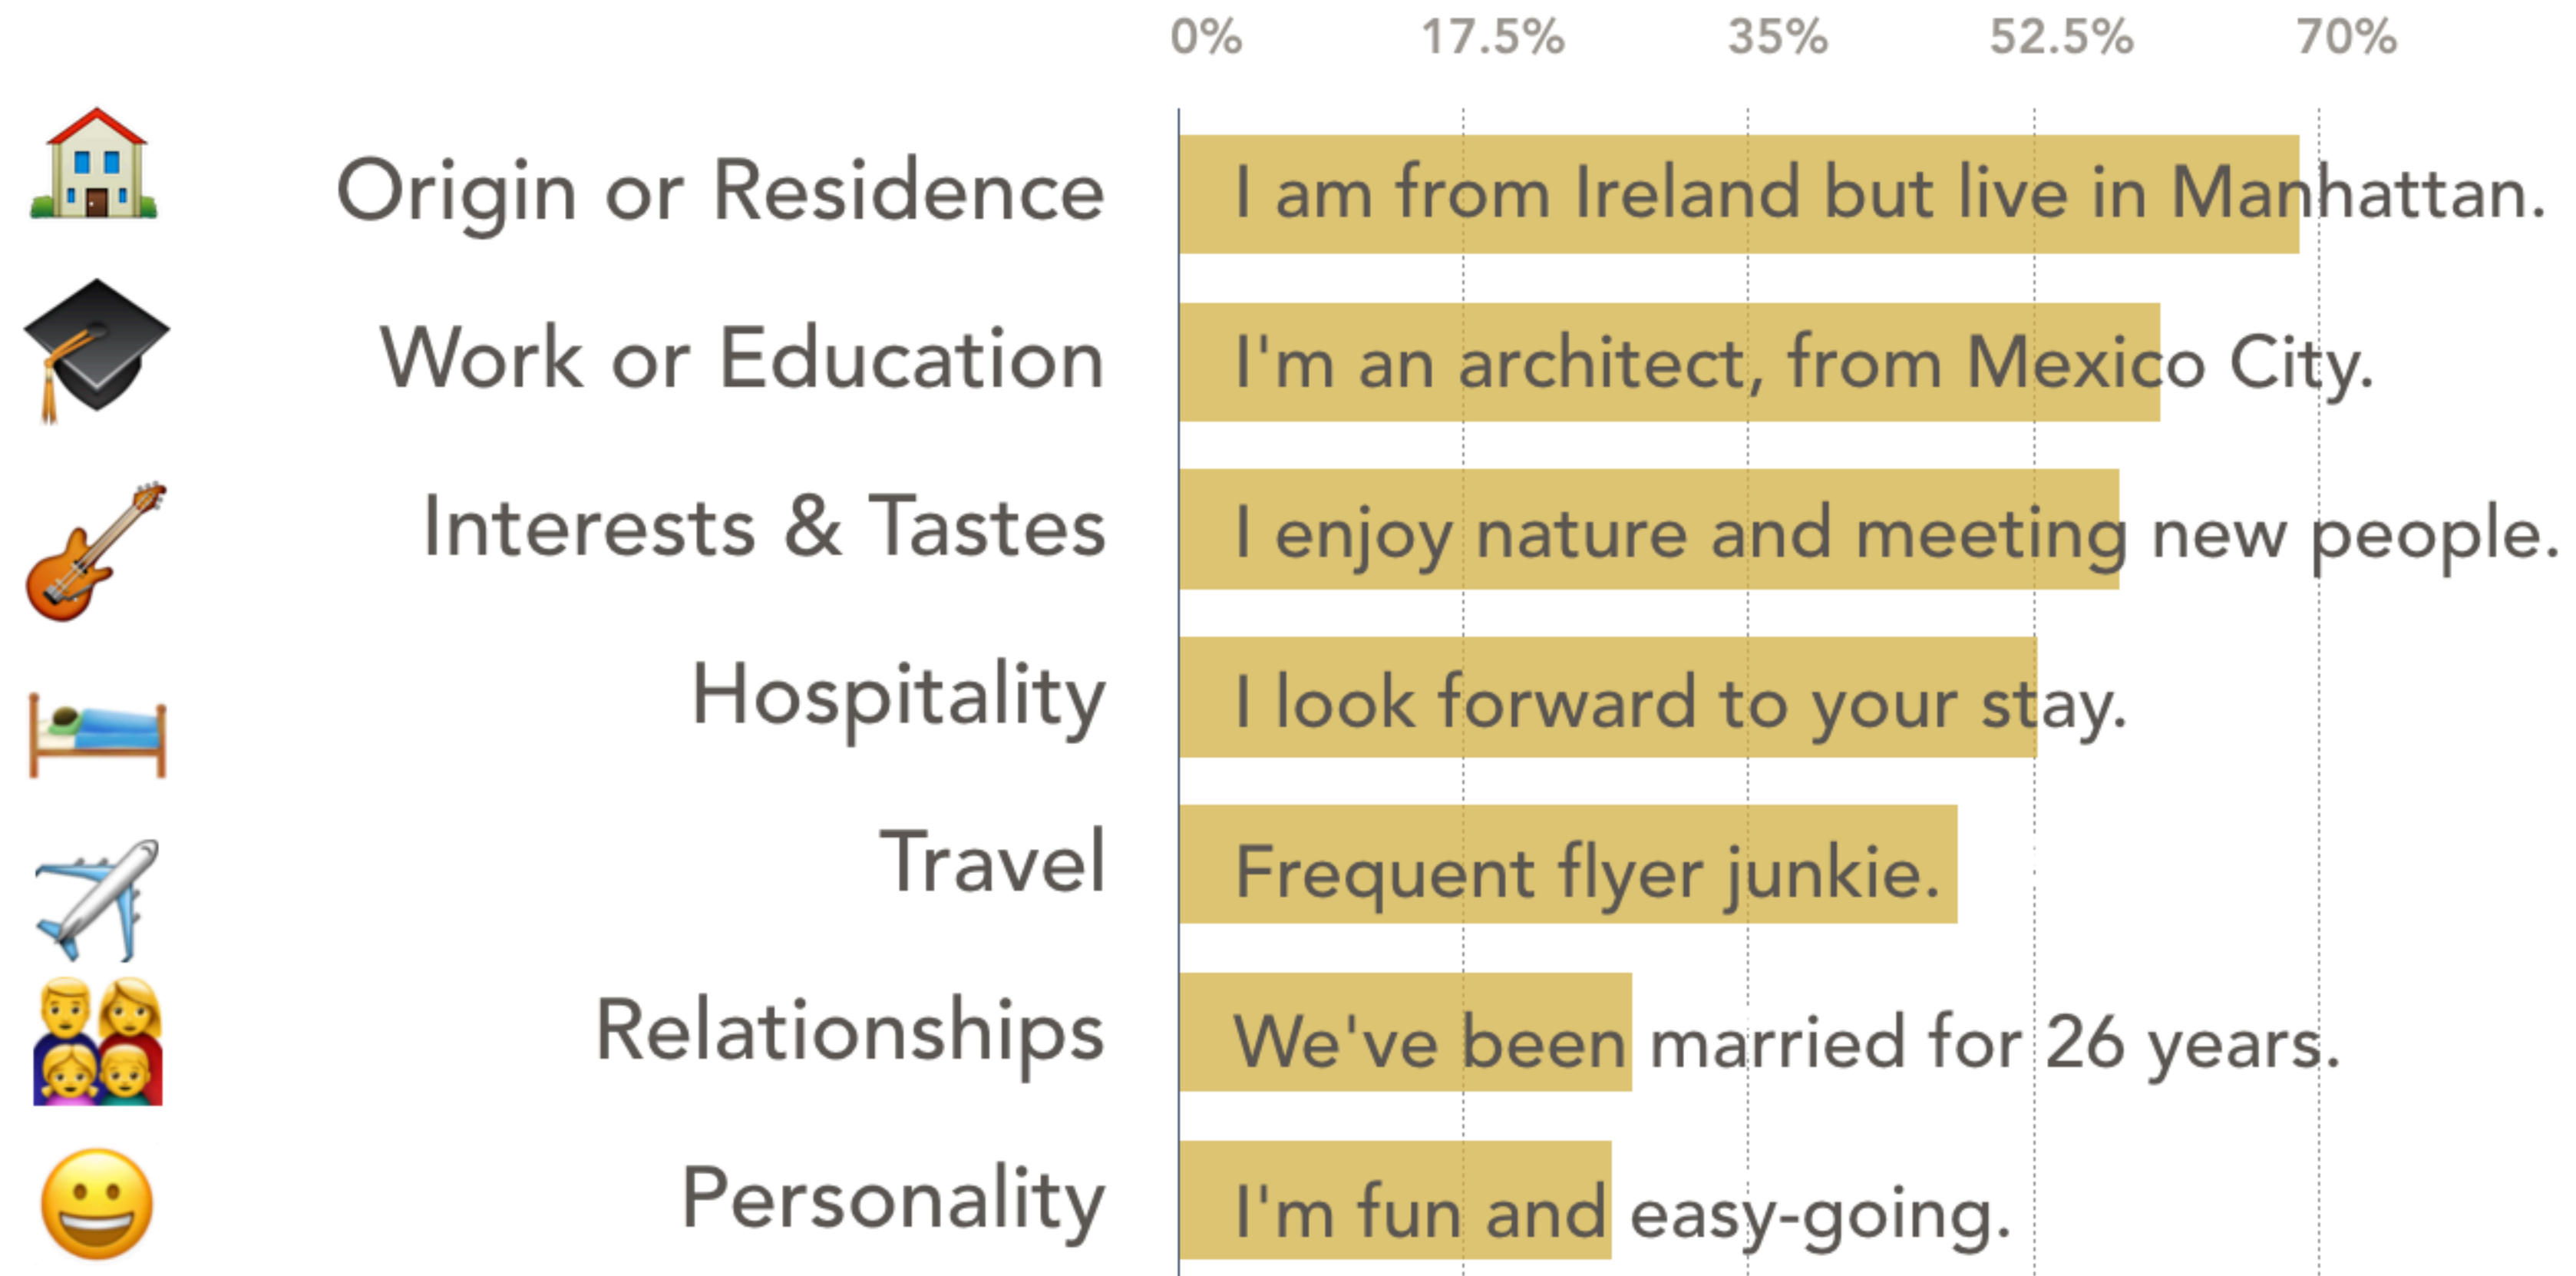 0% 17.5% 35% 52.5% 70%
Origin or Residence I am from Ireland but live in Manhattan.
Work or Education I'm an architect, from Mexico City.
Interests & Tastes I enjoy nature and meeting new people.
Hospitality I look forward to your stay.
Travel Frequent flyer junkie.
Relationships We've been married for 26 years.
Personality I'm fun and easy-going.